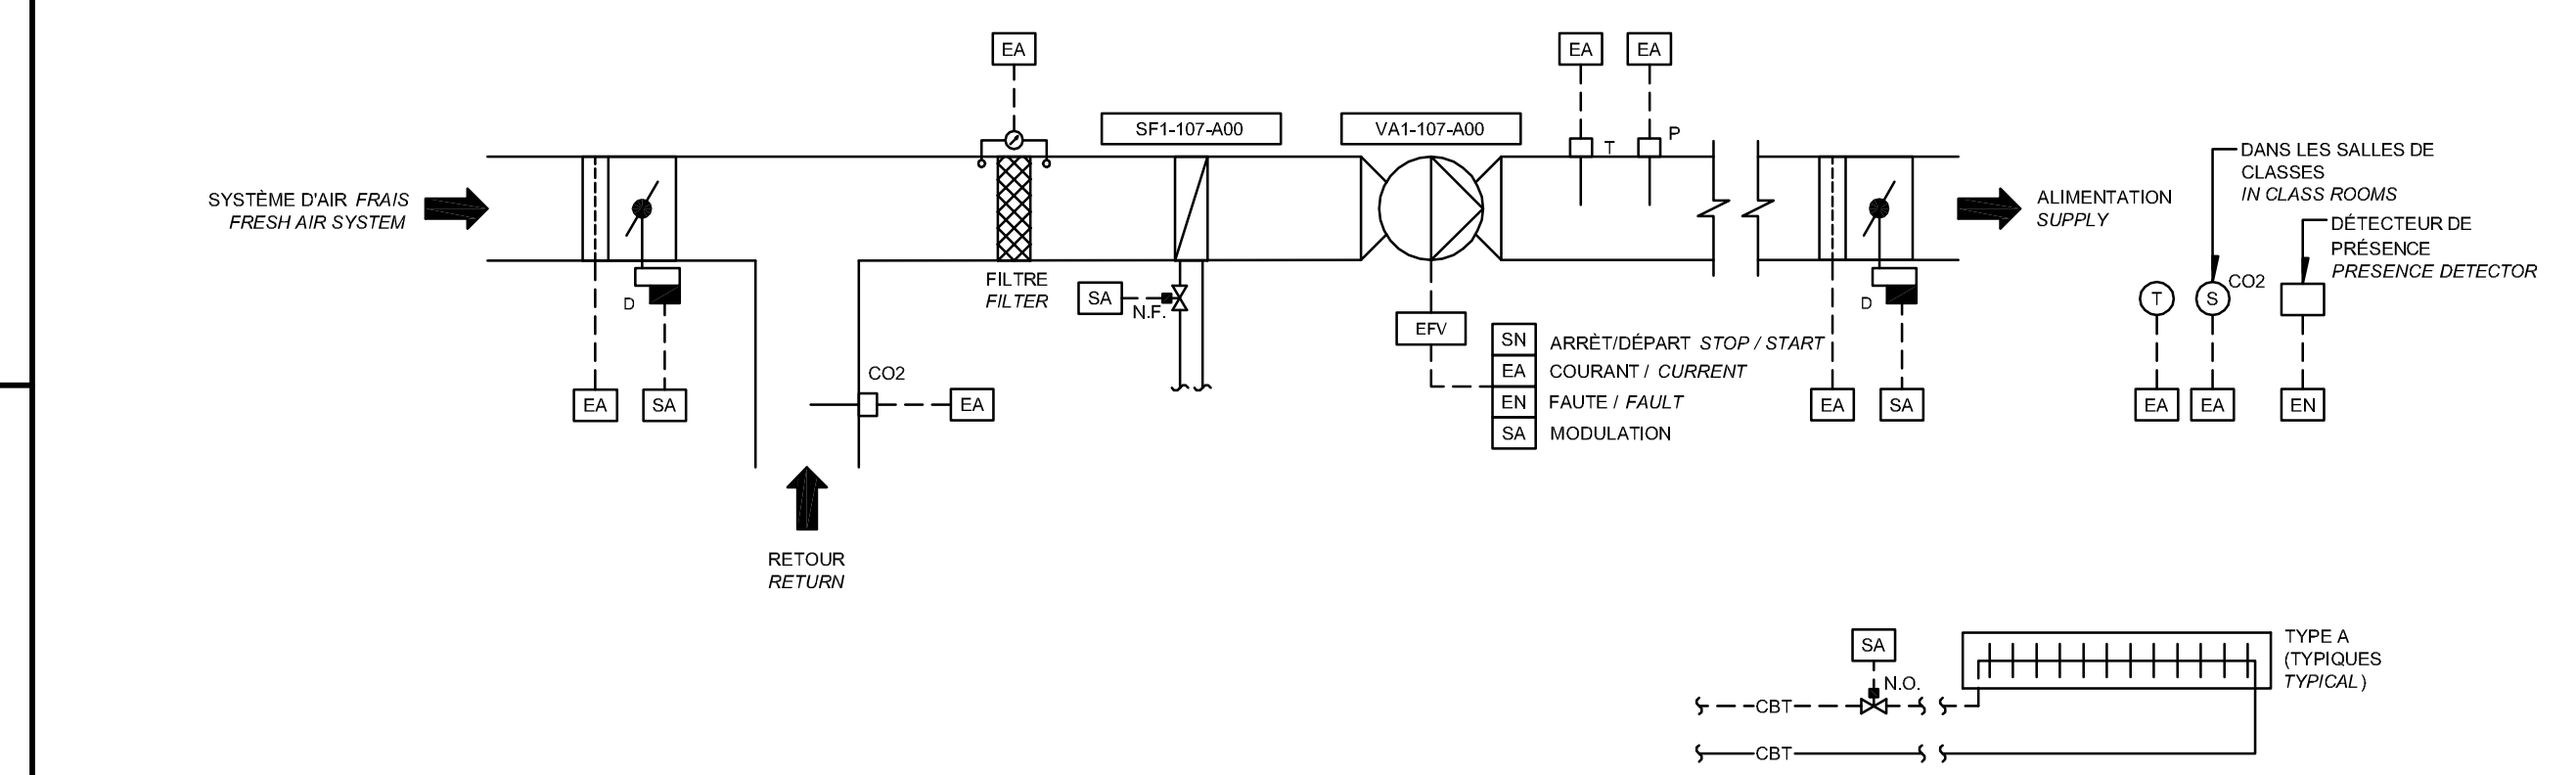 EA
EA
EA
SF1-107-A00
VA1-107-A00
T
P
SYSTÈME D'AIR FRAIS
FRESH AIR SYSTEM
ALIMENTATION
SUPPLY
DANS LES SALLES DE
CLASSES
IN CLASS ROOMS
DÉTECTEUR DE
PRÉSENCE
PRESENCE DETECTOR
FILTRE
FILTER
D
SA
N.F.
EFV
D
T
S
CO2
SN ARRÈT/DÉPART STOP / START
EA COURANT / CURRENT
EN FAUTE / FAULT
SA MODULATION
EA
SA
CO2
EA
EA
SA
EA
EA
EN
RETOUR
RETURN
SA
N.O.
CBT
CBT
TYPE A
(TYPIQUES
TYPICAL)